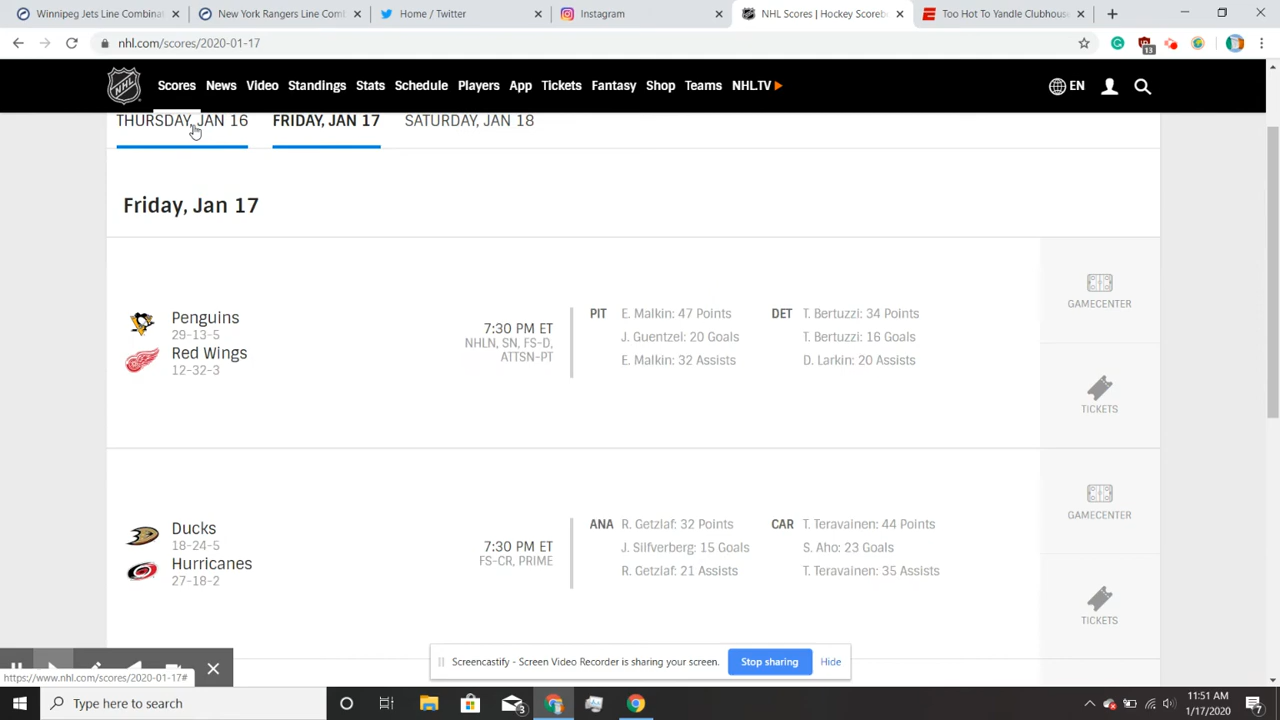 Winnipeg Jets Line Combinat
New York Rangers Line Comb
Home / Twitter
Instagram
NHL Scores | Hockey Scoreb
Too Hot To Yandle Clubhouse
nhl.com/scores/2020-01-17
13
Scores News Video Standings Stats Schedule Players App Tickets Fantasy Shop Teams NHL.TV
EN
THURSDAY, JAN 16 FRIDAY, JAN 17 SATURDAY, JAN 18
Friday, Jan 17
Penguins
29-13-5
Red Wings
12-32-3
7:30 PM ET
NHLN, SN, FS-D,
ATTSN-PT
PIT E. Malkin: 47 Points
J. Guentzel: 20 Goals
E. Malkin: 32 Assists
DET T. Bertuzzi: 34 Points
T. Bertuzzi: 16 Goals
D. Larkin: 20 Assists
GAMECENTER
TICKETS
Ducks
18-24-5
Hurricanes
27-18-2
7:30 PM ET
FS-CR, PRIME
ANA R. Getzlaf: 32 Points
J. Silfverberg: 15 Goals
R. Getzlaf: 21 Assists
CAR T. Teravainen: 44 Points
S. Aho: 23 Goals
T. Teravainen: 35 Assists
GAMECENTER
TICKETS
Screencastify - Screen Video Recorder is sharing your screen.
Stop sharing
Hide
https://www.nhl.com/scores/2020-01-17#
Type here to search
3
11:51 AM
1/17/2020
7